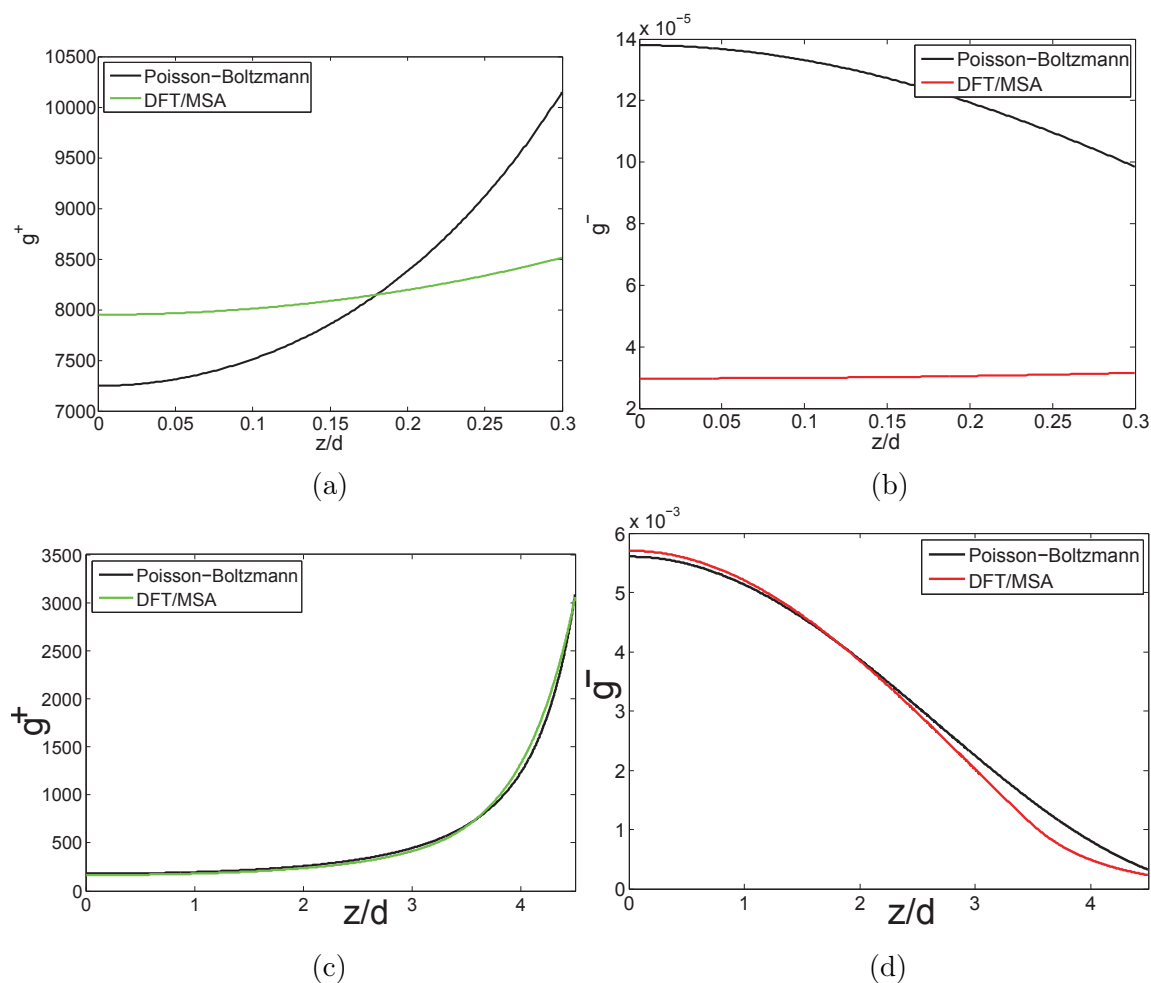 10500
10000
9500
9000
8500
8000
7500
7000
g⁺
Poisson−Boltzmann
DFT/MSA
0 0.05 0.1 0.15 0.2 0.25 0.3
z/d
(a)
x 10⁻⁵
14
12
10
8
6
4
2
g⁻
Poisson−Boltzmann
DFT/MSA
0 0.05 0.1 0.15 0.2 0.25 0.3
z/d
(b)
3500
3000
2500
2000
1500
1000
500
0
g⁺
Poisson−Boltzmann
DFT/MSA
0 1 2 3 4
z/d
(c)
x 10⁻³
6
5
4
3
2
1
0
g⁻
Poisson−Boltzmann
DFT/MSA
0 1 2 3 4
z/d
(d)